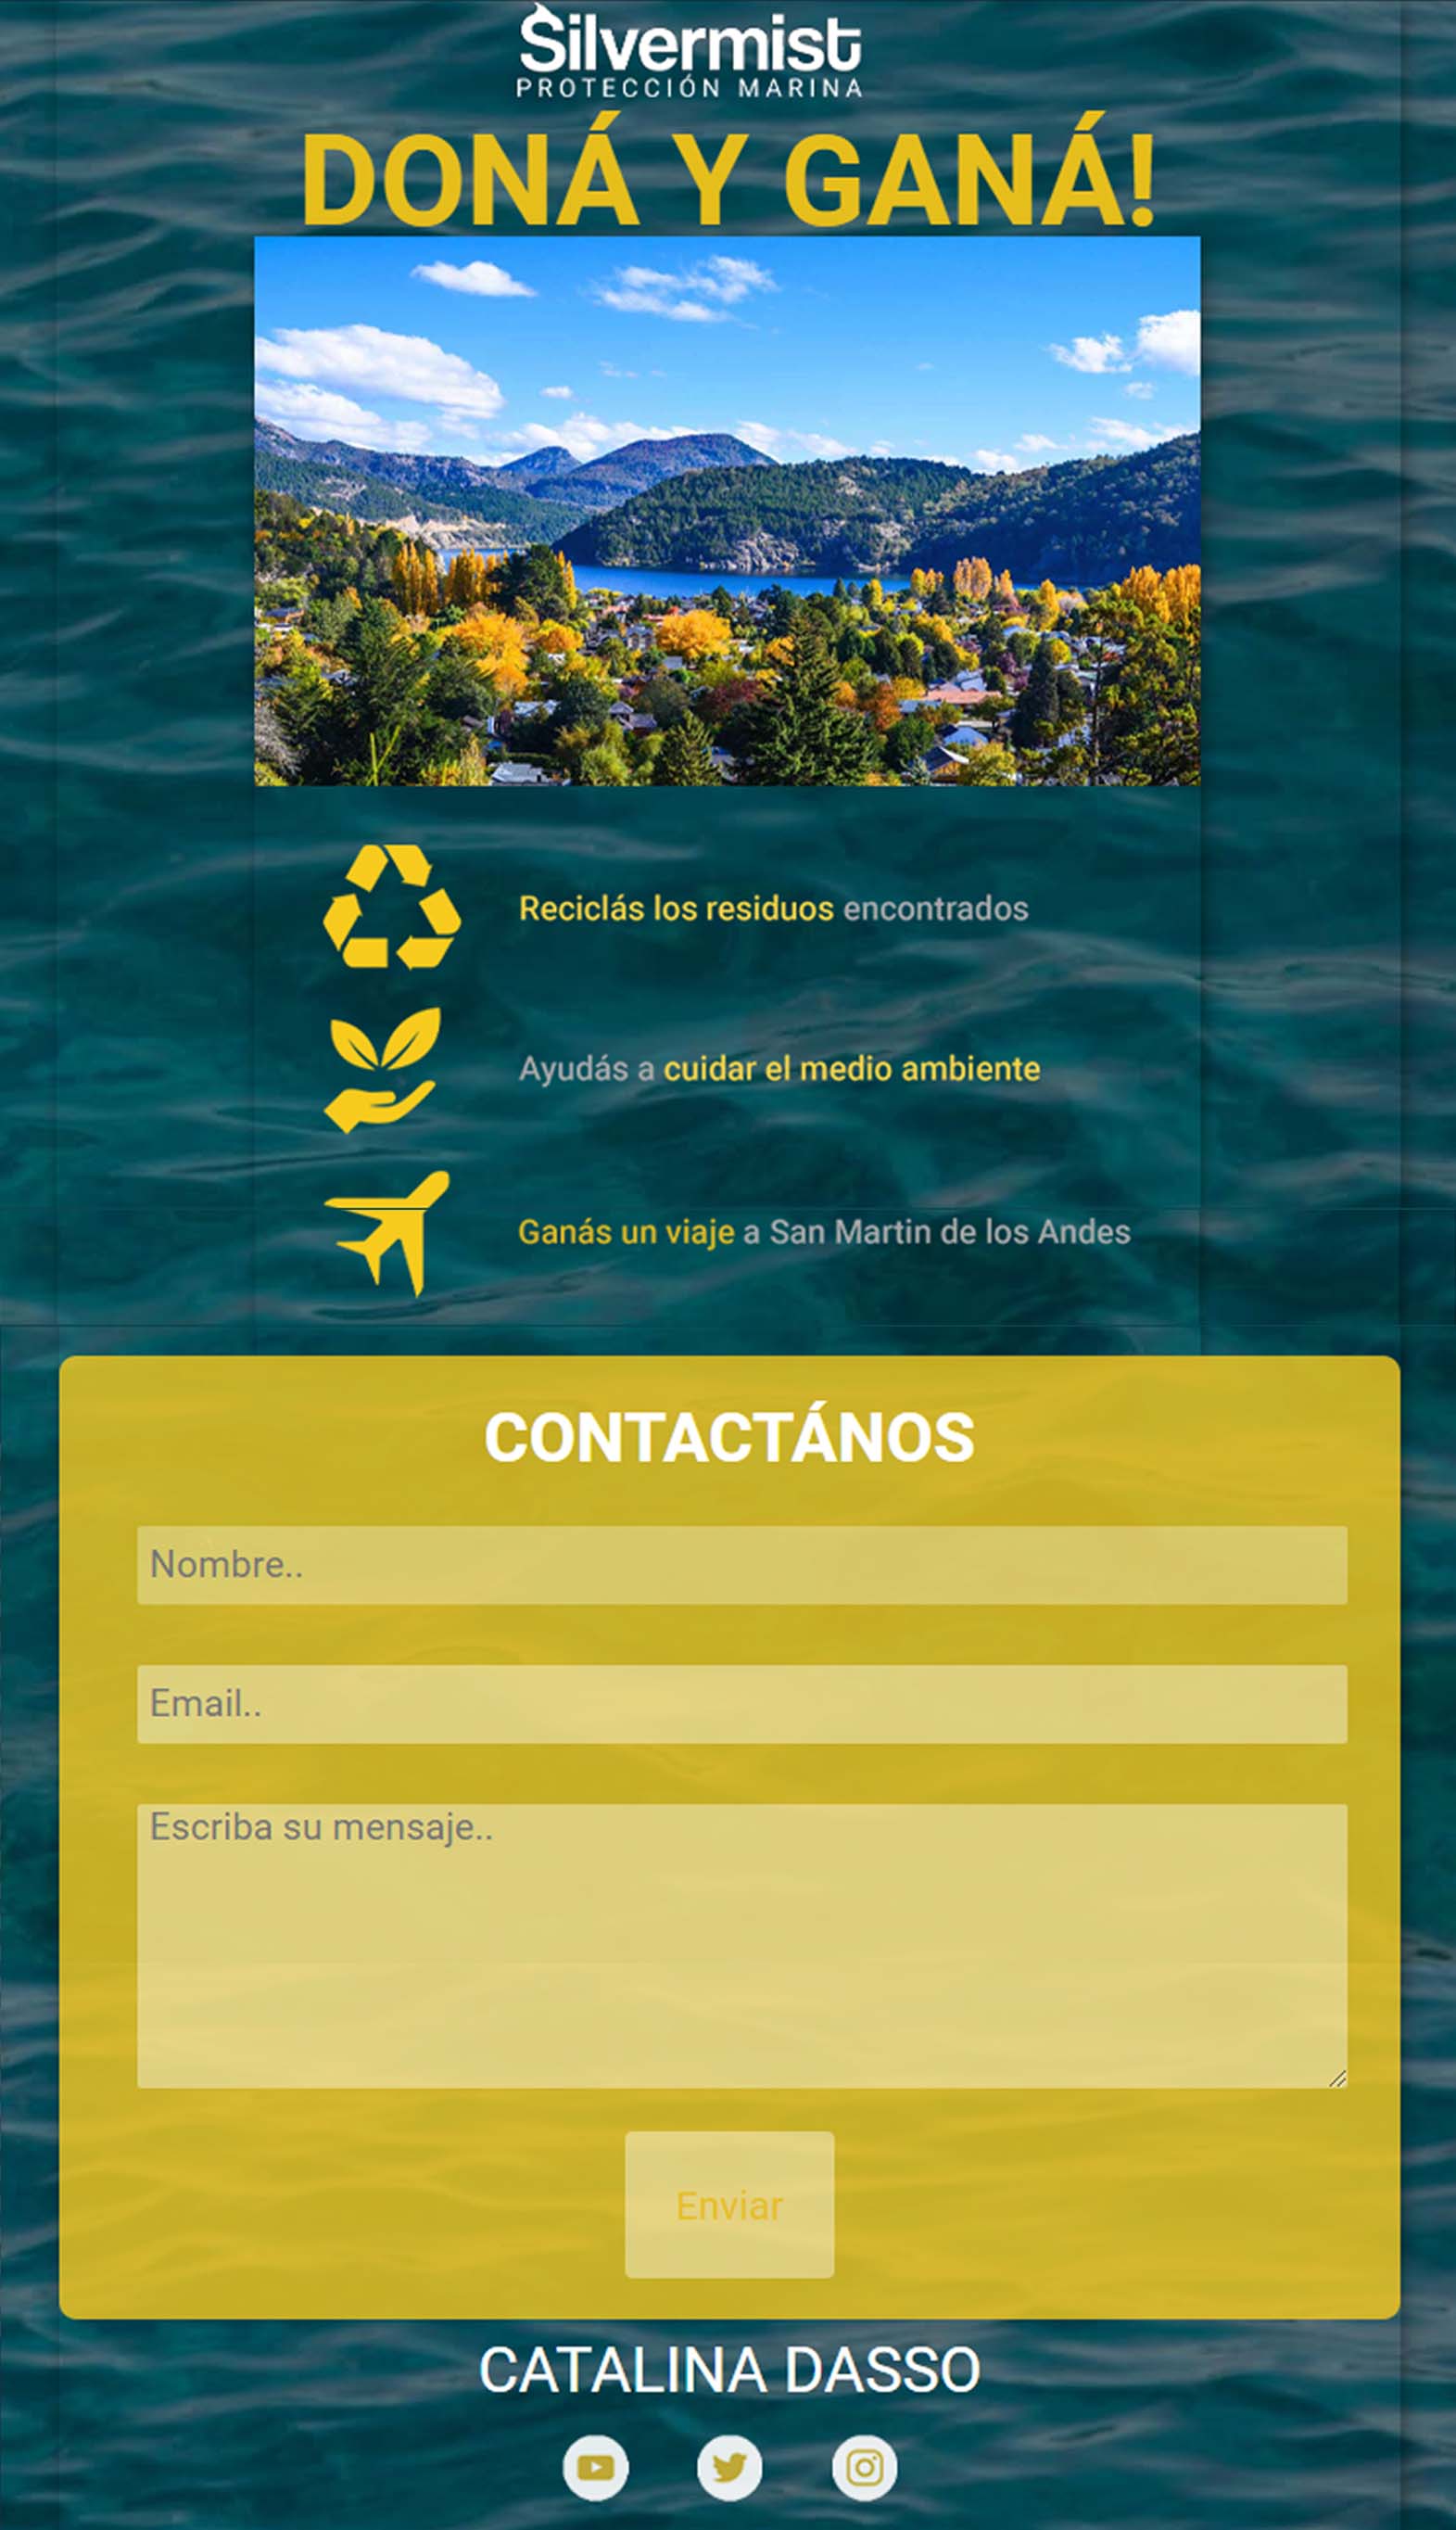 Silvermist
PROTECCIÓN MARINA
DONÁ Y GANÁ!
Reciclás los residuos encontrados
Ayudás a cuidar el medio ambiente
Ganás un viaje a San Martin de los Andes
CONTACTÁNOS
Nombre..
Email..
Escriba su mensaje..
Enviar
CATALINA DASSO